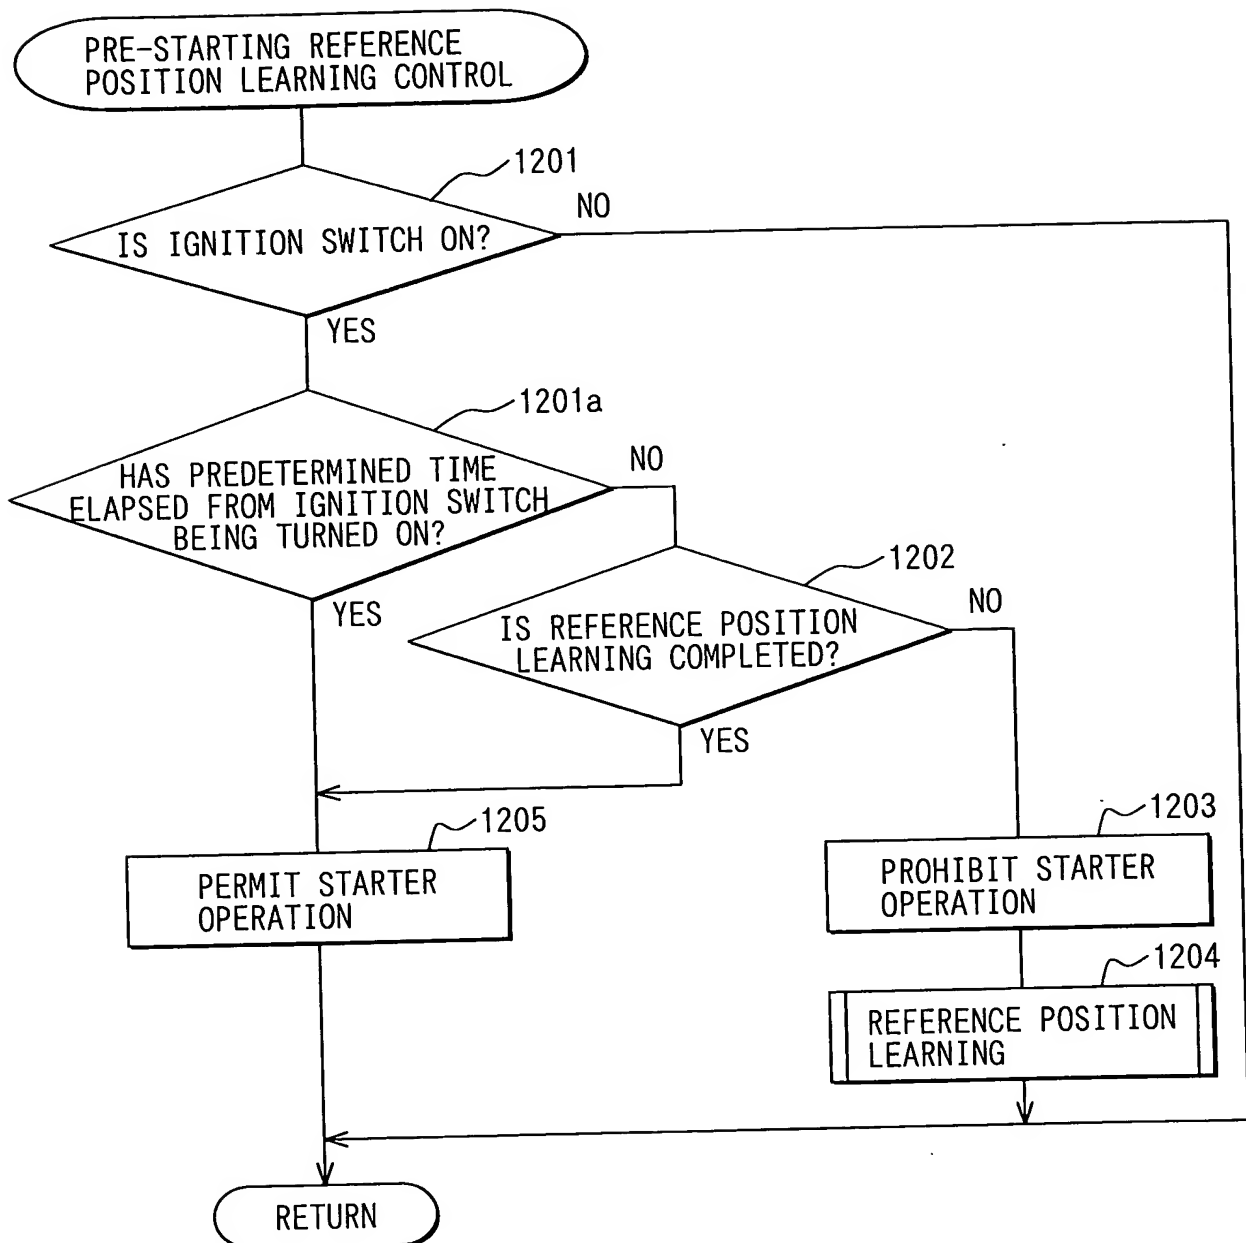 PRE-STARTING REFERENCE
POSITION LEARNING CONTROL
1201
IS IGNITION SWITCH ON?
NO
YES
1201a
HAS PREDETERMINED TIME
ELAPSED FROM IGNITION SWITCH
BEING TURNED ON?
NO
YES
1202
IS REFERENCE POSITION
LEARNING COMPLETED?
NO
YES
1205
PERMIT STARTER
OPERATION
1203
PROHIBIT STARTER
OPERATION
1204
REFERENCE POSITION
LEARNING
RETURN